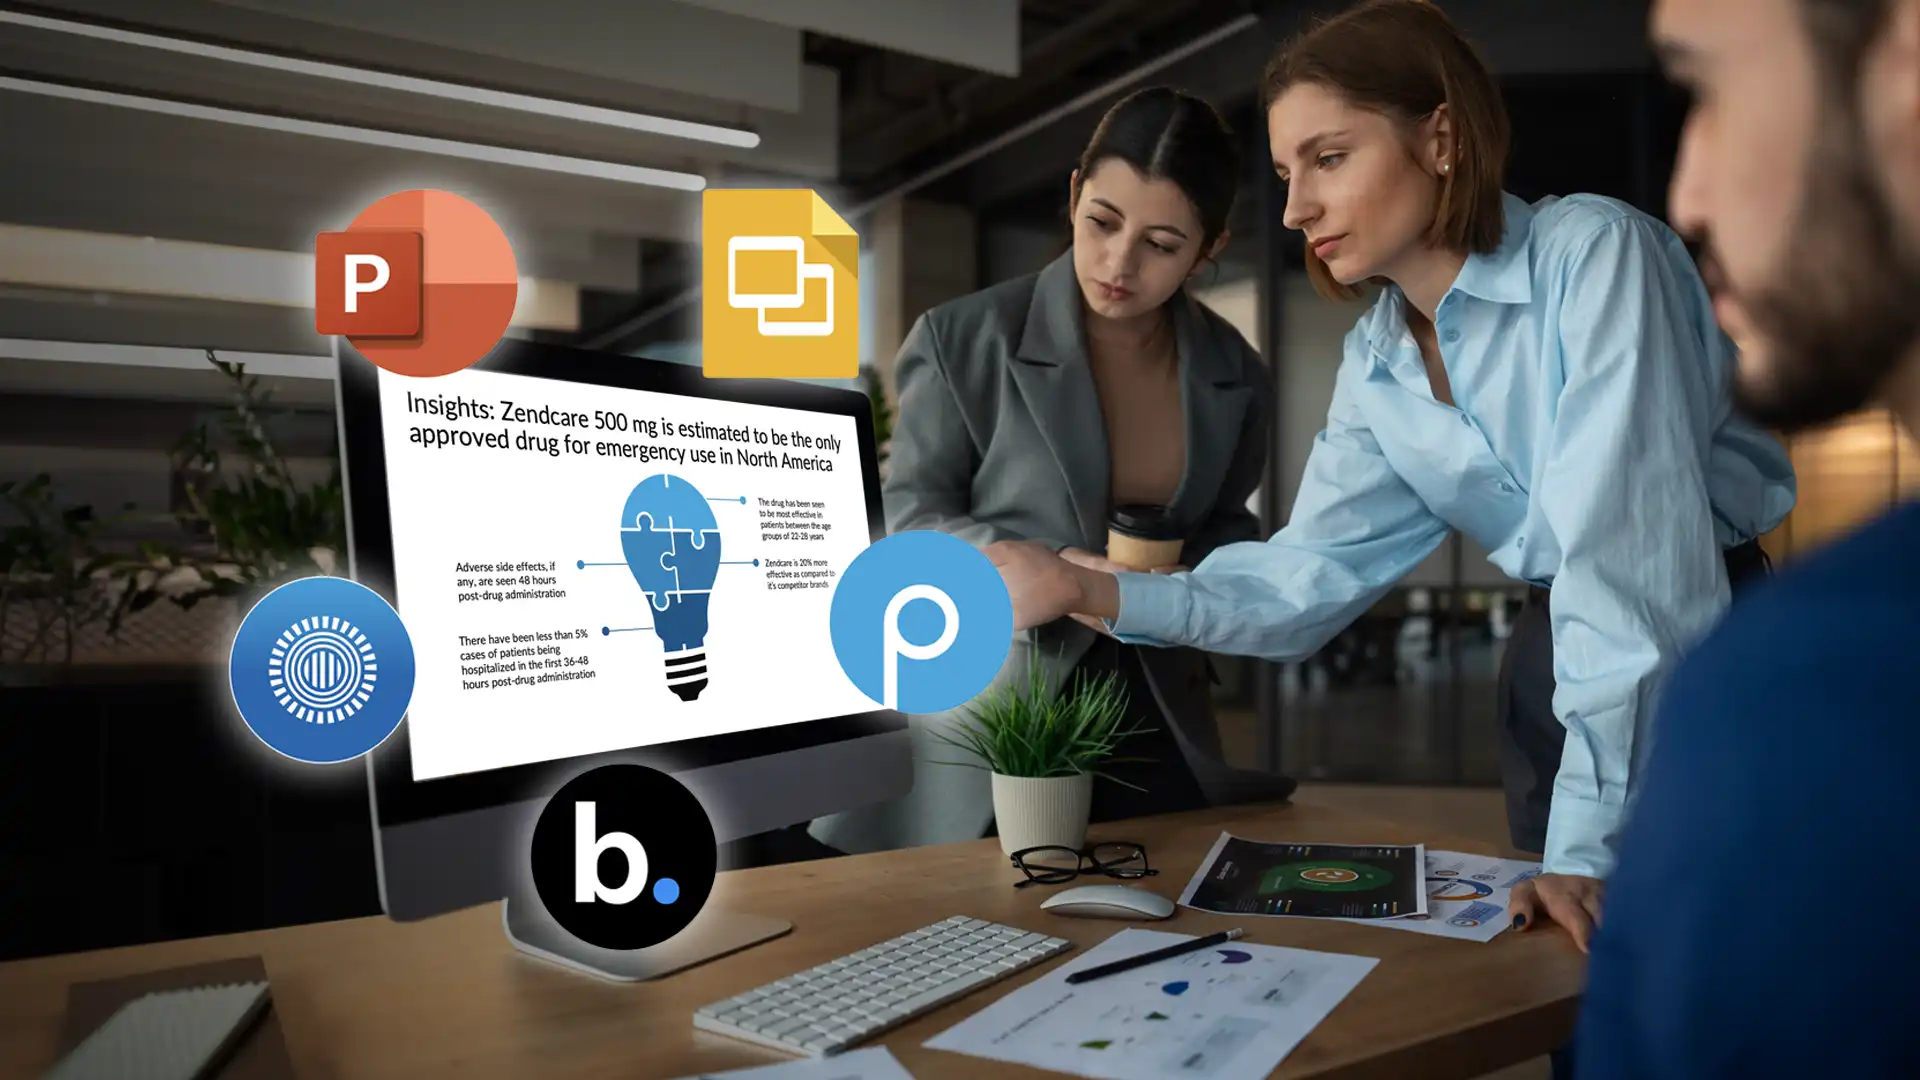 P
Insights: Zendcare 500 mg is estimated to be the only
approved drug for emergency use in North America
The drug has been seen
to be most effective in
patients between the age
groups of 22-28 years
Adverse side effects, if
any, are seen 48 hours
post-drug administration
Zendcare is 20% more
effective as compared to
it's competitor brands
There have been less than 5%
cases of patients being
hospitalized in the first 36-48
hours post-drug administration
p
b.